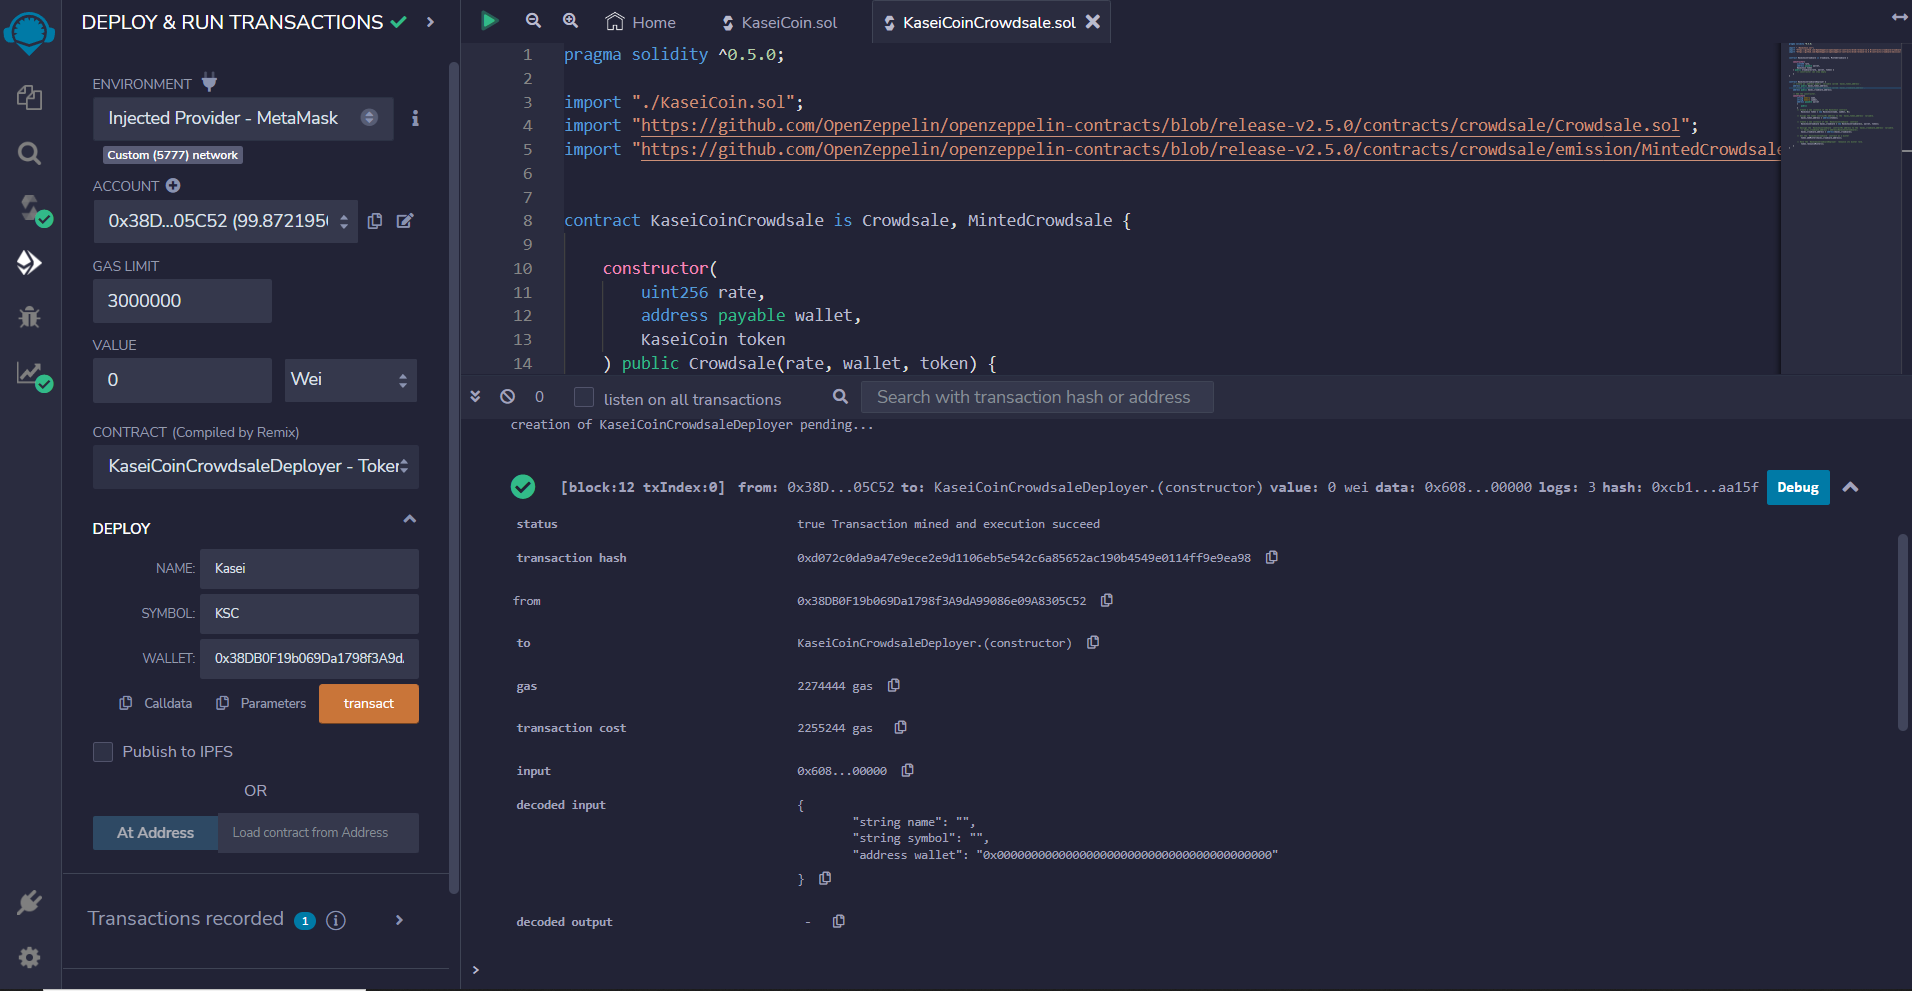 DEPLOY & RUN TRANSACTIONS
ENVIRONMENT
Injected Provider - MetaMask
Custom (5777) network
ACCOUNT
0x38D...05C52 (99.872195
GAS LIMIT
3000000
VALUE
0
Wei
CONTRACT (Compiled by Remix)
KaseiCoinCrowdsaleDeployer - Token
DEPLOY
NAME: Kasei
SYMBOL: KSC
WALLET: 0x38DB0F19b069Da1798f3A9d
Calldata Parameters transact
Publish to IPFS
OR
At Address Load contract from Address
Transactions recorded 1
Home KaseiCoin.sol KaseiCoinCrowdsale.sol
1 pragma solidity ^0.5.0;
2
3 import "./KaseiCoin.sol";
4 import "https://github.com/OpenZeppelin/openzeppelin-contracts/blob/release-v2.5.0/contracts/crowdsale/Crowdsale.sol";
5 import "https://github.com/OpenZeppelin/openzeppelin-contracts/blob/release-v2.5.0/contracts/crowdsale/emission/MintedCrowdsale
6
7
8 contract KaseiCoinCrowdsale is Crowdsale, MintedCrowdsale {
9
10 constructor(
11 uint256 rate,
12 address payable wallet,
13 KaseiCoin token
14 ) public Crowdsale(rate, wallet, token) {
0 listen on all transactions Search with transaction hash or address
creation of KaseiCoinCrowdsaleDeployer pending...
[block:12 txIndex:0] from: 0x38D...05C52 to: KaseiCoinCrowdsaleDeployer.(constructor) value: 0 wei data: 0x608...00000 logs: 3 hash: 0xcb1...aa15f Debug
status true Transaction mined and execution succeed
transaction hash 0xd072c0da9a47e9ece2e9d1106eb5e542c6a85652ac190b4549e0114ff9e9ea98
from 0x38DB0F19b069Da1798f3A9dA99086e09A8305C52
to KaseiCoinCrowdsaleDeployer.(constructor)
gas 2274444 gas
transaction cost 2255244 gas
input 0x608...00000
decoded input {
"string name": "",
"string symbol": "",
"address wallet": "0x0000000000000000000000000000000000000000"
}
decoded output -
>